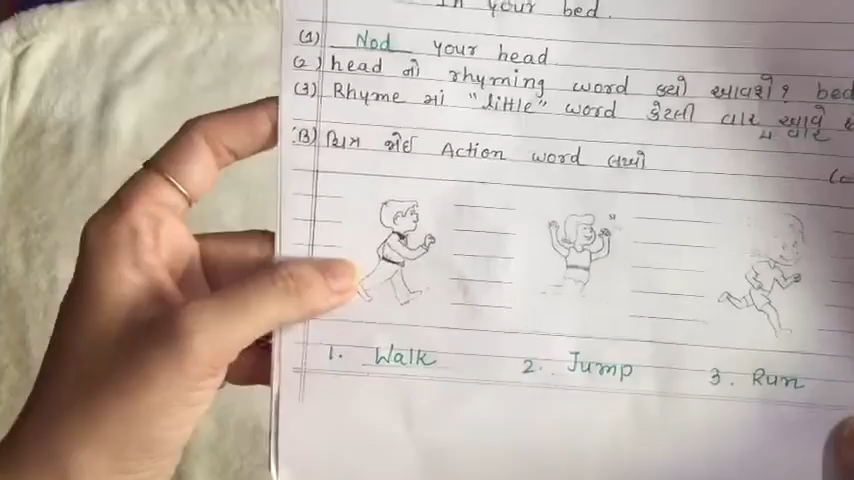 In your bed.
(1) Nod your head
(2) head નો rhyming word કયો આવશે? bed
(3) Rhyme માં "little" word કેટલી વાર આવે
4 વાર
(B) ચિત્ર જોઈ Action word લખો
1. Walk 2. Jump 3. Run